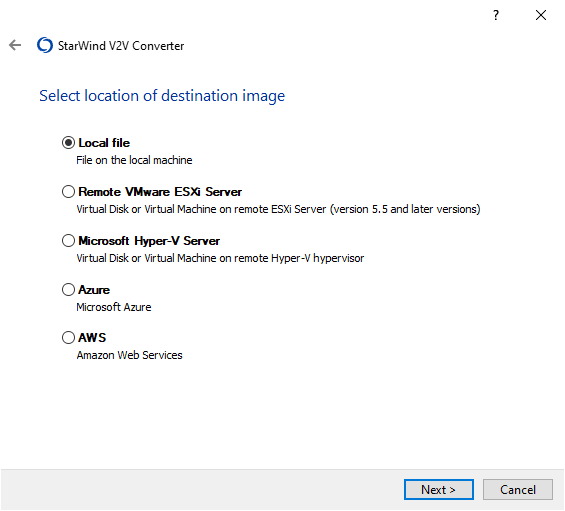 ?
StarWind V2V Converter
Select location of destination image
Local file
File on the local machine
Remote VMware ESXi Server
Virtual Disk or Virtual Machine on remote ESXi Server (version 5.5 and later versions)
Microsoft Hyper-V Server
Virtual Disk or Virtual Machine on remote Hyper-V hypervisor
Azure
Microsoft Azure
AWS
Amazon Web Services
Next > Cancel